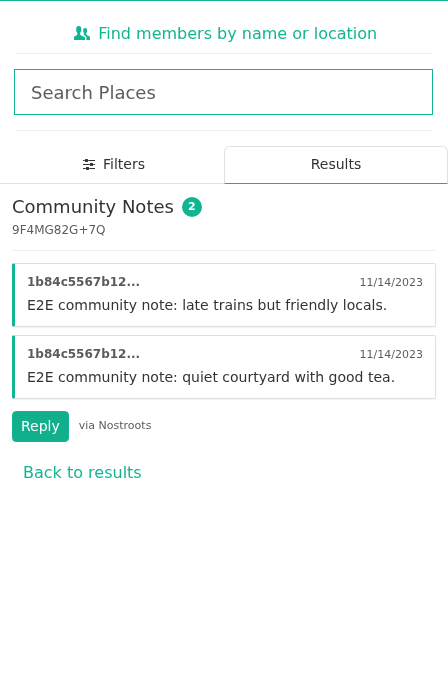 Find members by name or location
Search Places
Filters
Results
Community Notes 2
9F4MG82G+7Q
1b84c5567b12... 11/14/2023
E2E community note: late trains but friendly locals.
1b84c5567b12... 11/14/2023
E2E community note: quiet courtyard with good tea.
Reply via Nostroots
Back to results